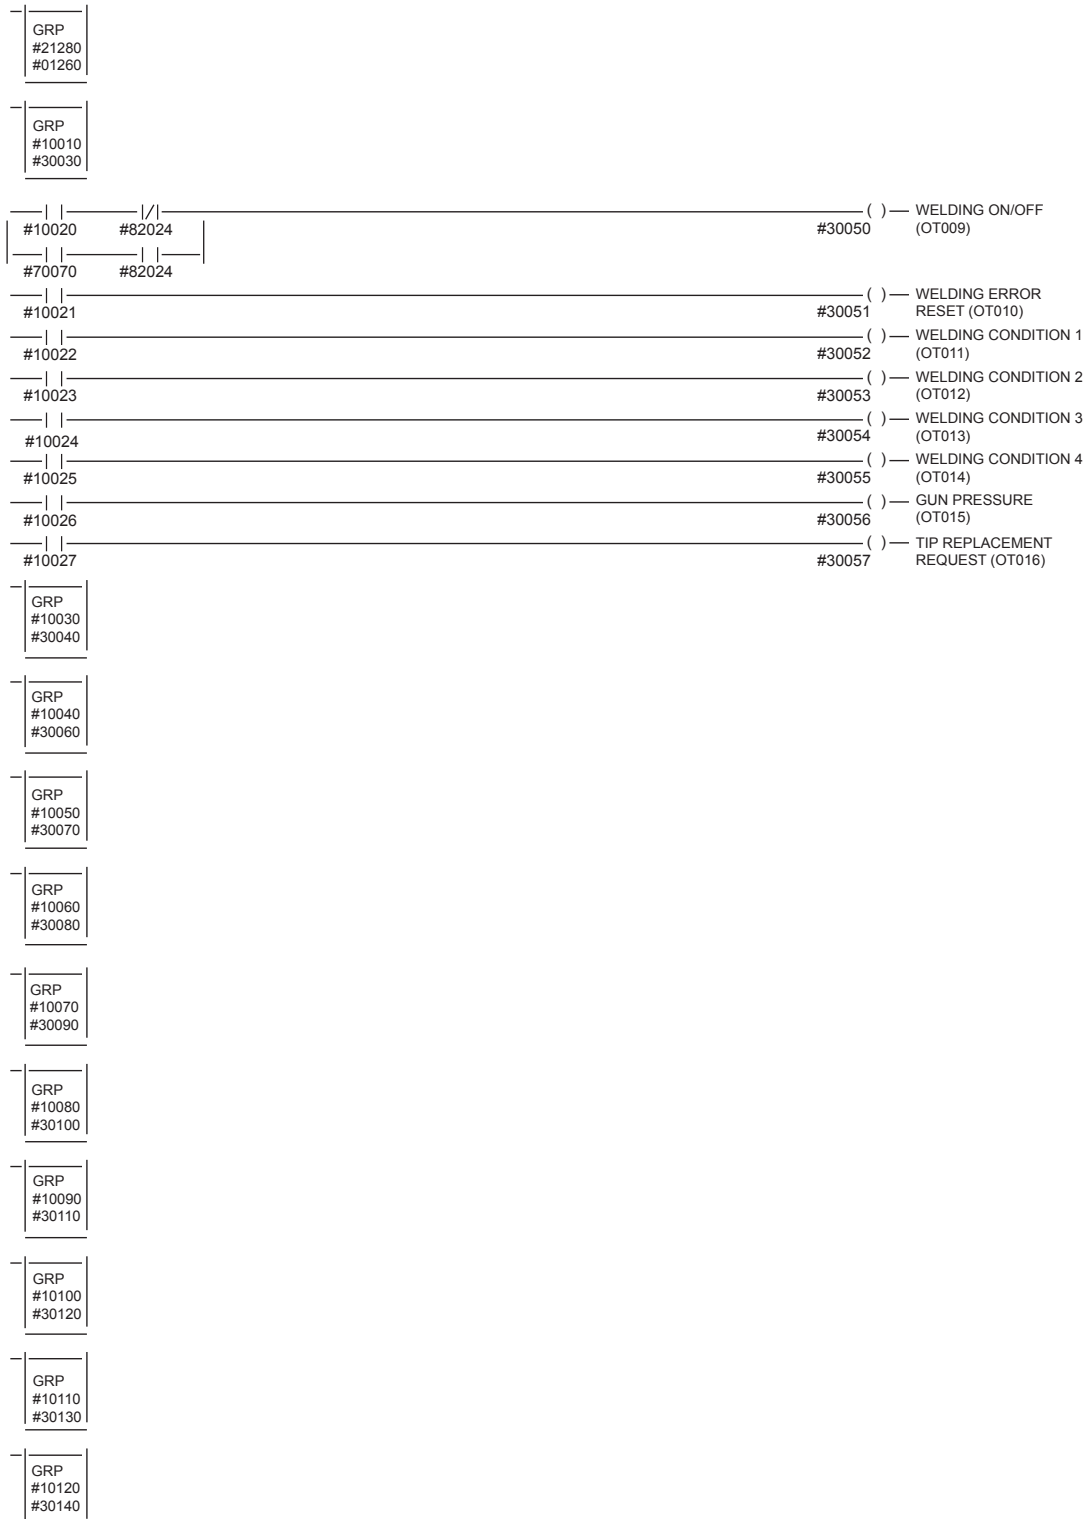 GRP
#21280
#01260
GRP
#10010
#30030
WELDING ON/OFF
#10020 #82024 #30050 (OT009)
#70070 #82024
WELDING ERROR
#10021 #30051 RESET (OT010)
WELDING CONDITION 1
#10022 #30052 (OT011)
WELDING CONDITION 2
#10023 #30053 (OT012)
WELDING CONDITION 3
#10024 #30054 (OT013)
WELDING CONDITION 4
#10025 #30055 (OT014)
GUN PRESSURE
#10026 #30056 (OT015)
TIP REPLACEMENT
#10027 #30057 REQUEST (OT016)
GRP
#10030
#30040
GRP
#10040
#30060
GRP
#10050
#30070
GRP
#10060
#30080
GRP
#10070
#30090
GRP
#10080
#30100
GRP
#10090
#30110
GRP
#10100
#30120
GRP
#10110
#30130
GRP
#10120
#30140